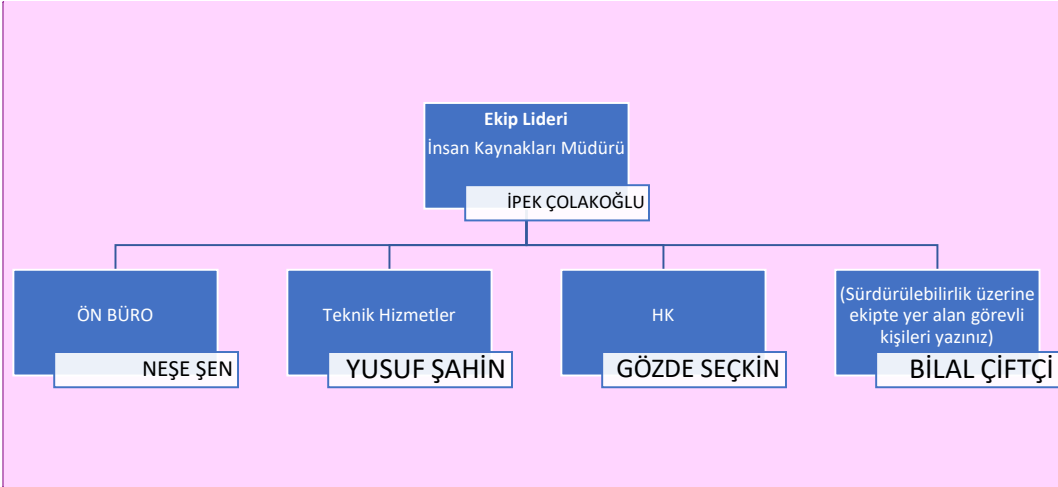 Ekip Lideri
İnsan Kaynakları Müdürü
İPEK ÇOLAKOĞLU
ÖN BÜRO
NEŞE ŞEN
Teknik Hizmetler
YUSUF ŞAHİN
HK
GÖZDE SEÇKİN
(Sürdürülebilirlik üzerine
ekipte yer alan görevli
kişileri yazınız)
BİLAL ÇİFTÇİ